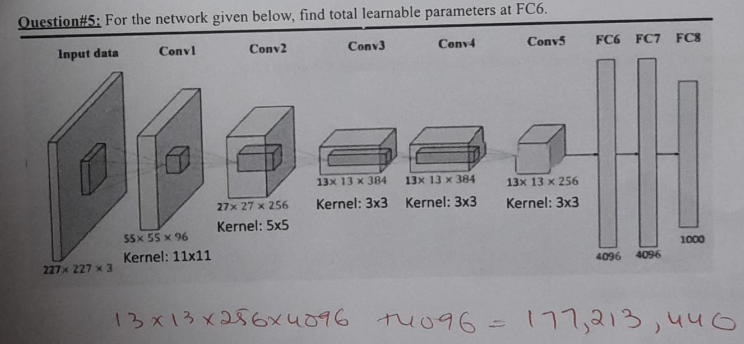 Question#5: For the network given below, find total learnable parameters at FC6.
Input data Conv1 Conv2 Conv3 Conv4 Conv5 FC6 FC7 FC8
13× 13 × 384 13× 13 × 384 13× 13 × 256
27× 27 × 256 Kernel: 3x3 Kernel: 3x3 Kernel: 3x3
Kernel: 5x5
55× 55 × 96 1000
Kernel: 11x11 4096 4096
227× 227 × 3
13×13×256×4096 +4096 = 177,213,440